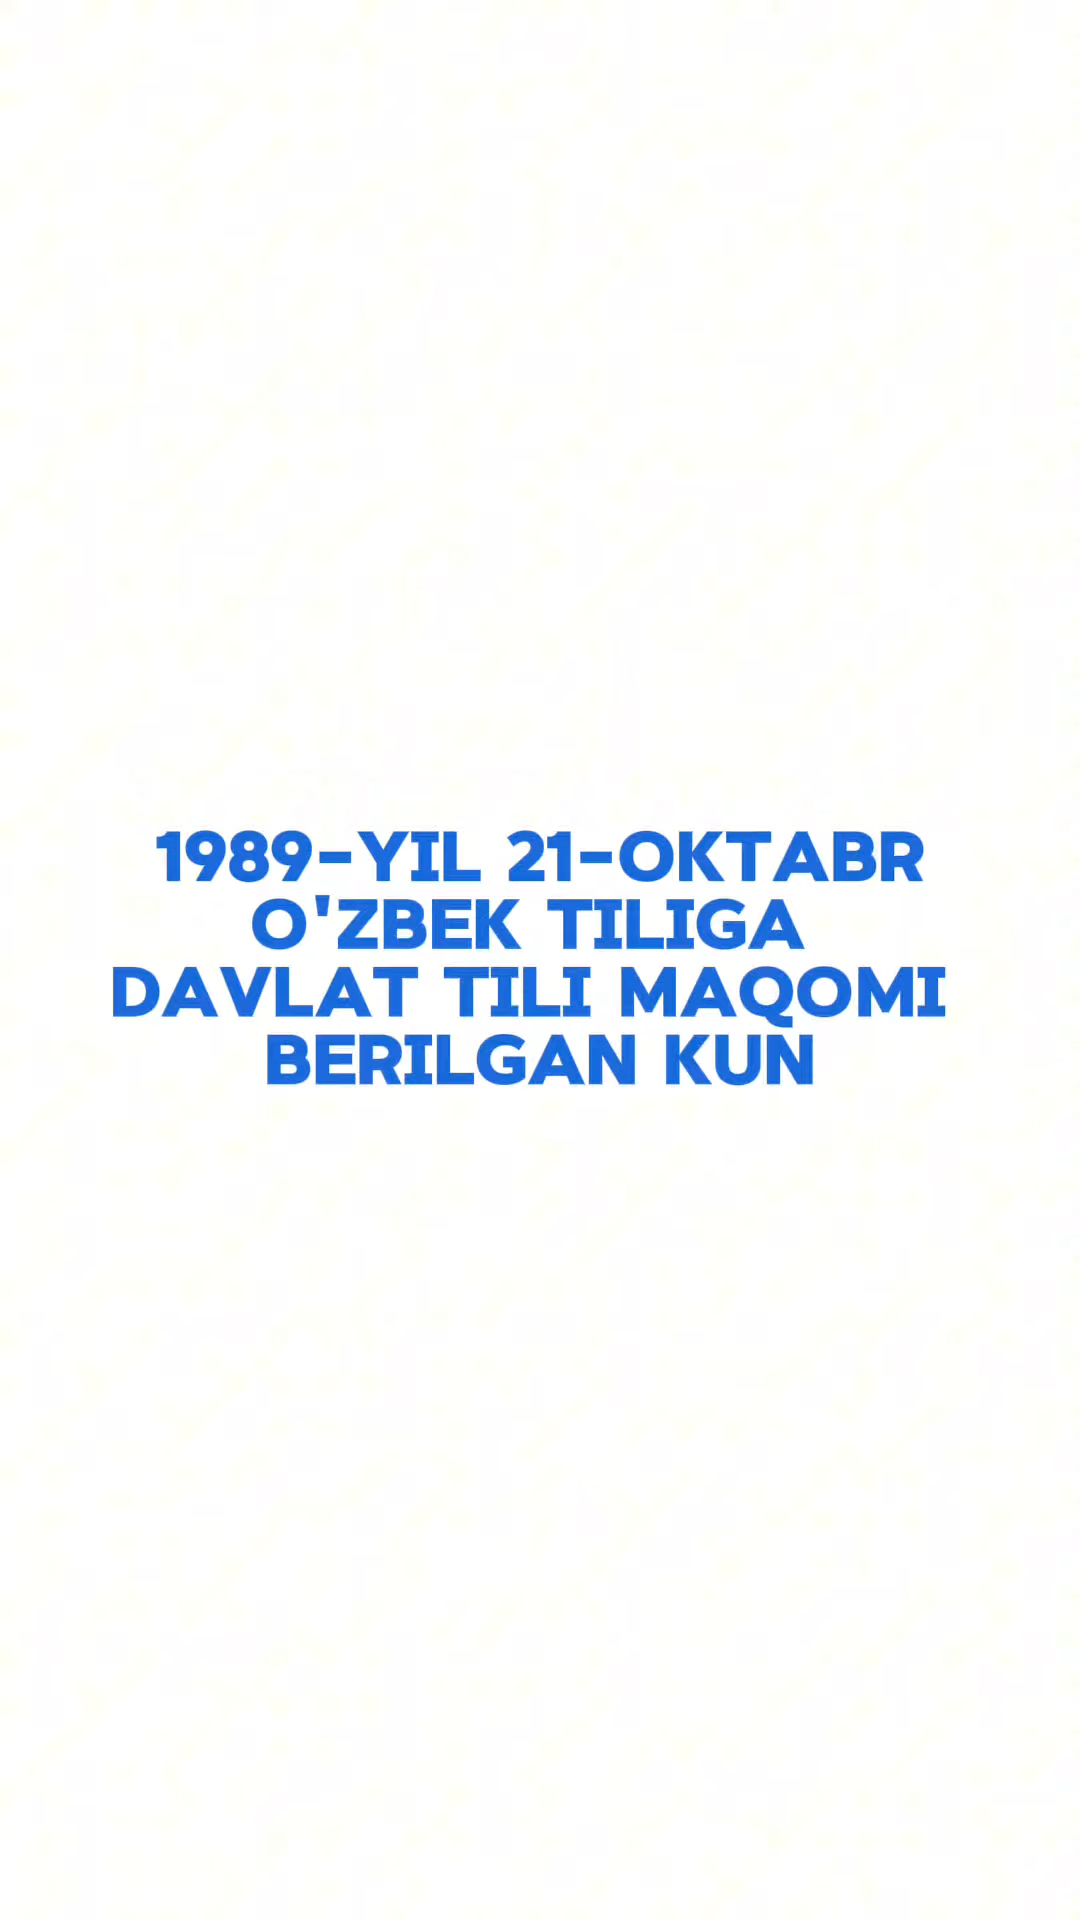 1989-YIL 21-OKTABR
O'ZBEK TILIGA
DAVLAT TILI MAQOMI
BERILGAN KUN